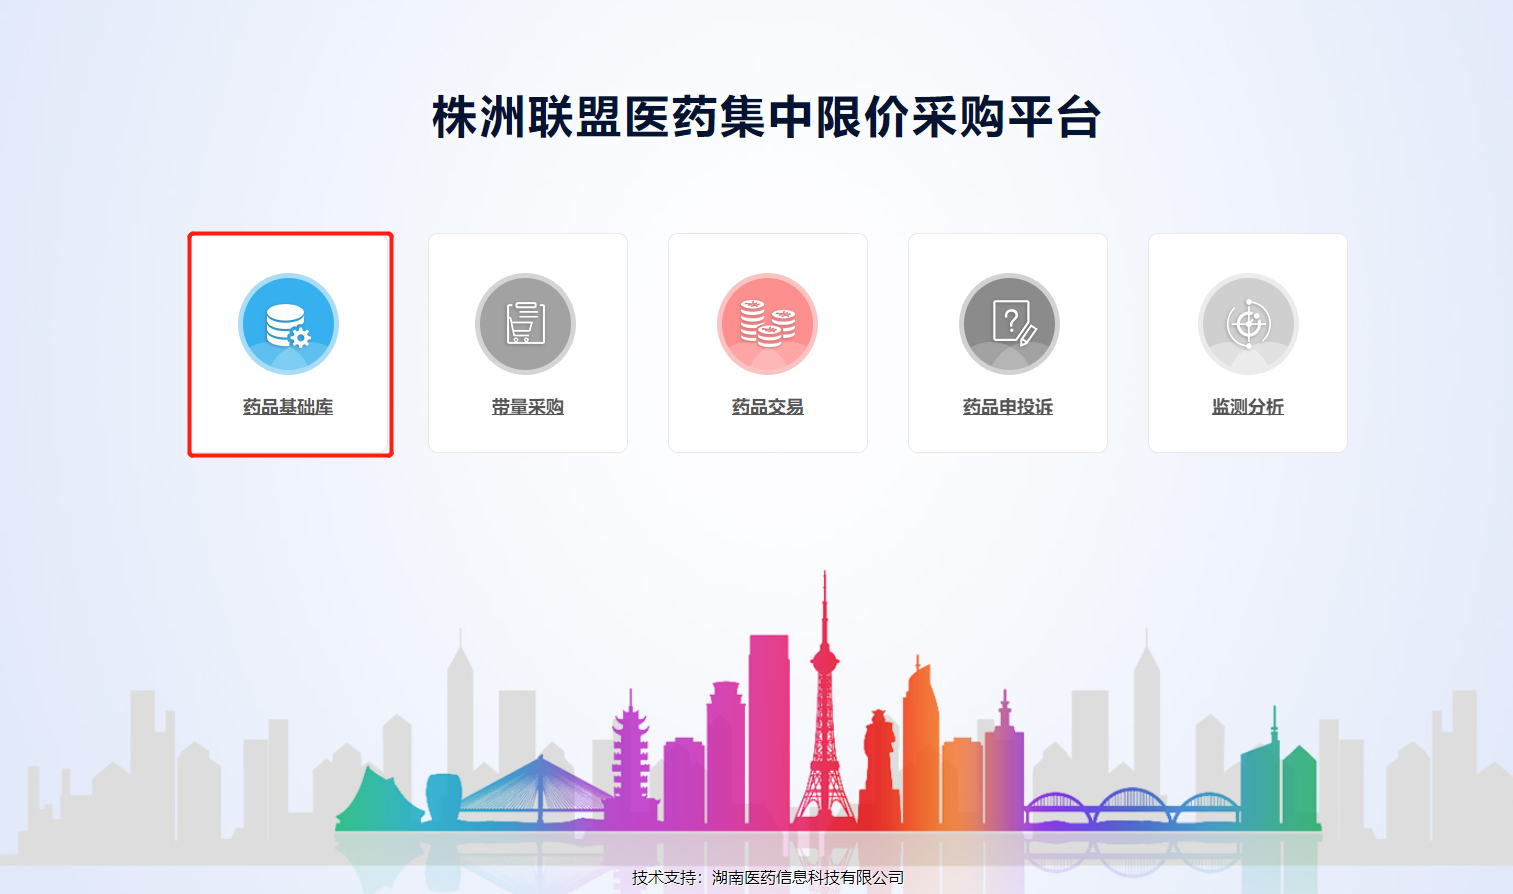 株洲联盟医药集中限价采购平台
药品基础库
带量采购
药品交易
药品申投诉
监测分析
技术支持：湖南医药信息科技有限公司